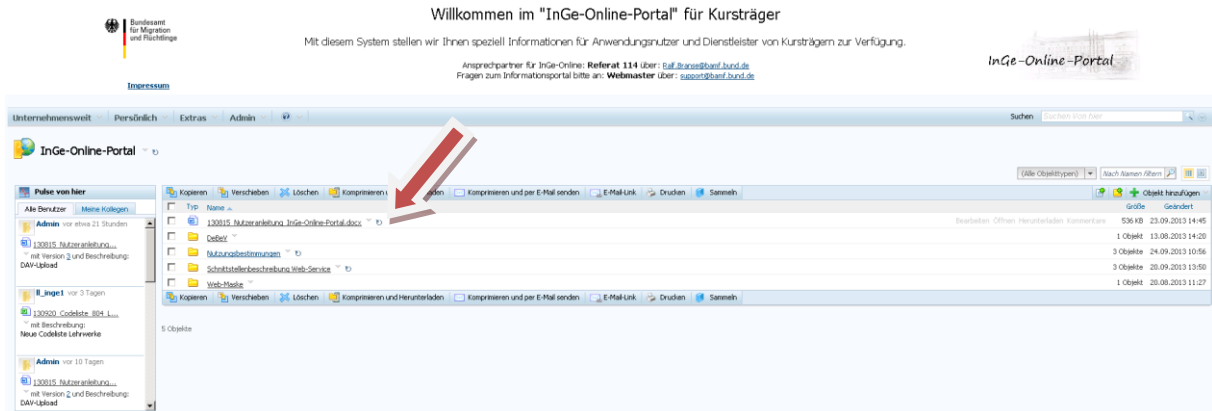 Bundesamt
für Migration
und Flüchtlinge
Impressum
Willkommen im "InGe-Online-Portal" für Kursträger
Mit diesem System stellen wir Ihnen speziell Informationen für Anwendungsnutzer und Dienstleister von Kursträgern zur Verfügung.
Ansprechpartner für InGe-Online: Referat 114 über: Ralf.Branse@bamf.bund.de
Fragen zum Informationsportal bitte an: Webmaster über: support@bamf.bund.de
InGe-Online-Portal
Unternehmensweit Persönlich Extras Admin Suchen Suchen Von hier
InGe-Online-Portal
(Alle Objekttypen) Nach Namen filtern
Pulse von hier
Alle Benutzer Meine Kollegen
Admin vor etwa 21 Stunden
130815_Nutzeranleitung...
mit Version 3 und Beschreibung:
DAV-Upload
ll_inge1 vor 3 Tagen
130920_Codeliste_804_L...
mit Beschreibung:
Neue Codeliste Lehrwerke
Admin vor 10 Tagen
130815_Nutzeranleitung...
mit Version 2 und Beschreibung:
DAV-Upload
Kopieren Verschieben Löschen Komprimieren und Herunterladen Komprimieren und per E-Mail senden E-Mail-Link Drucken Sammeln Objekt hinzufügen
Typ Name Größe Geändert
130815_Nutzeranleitung_InGe-Online-Portal.docx Bearbeiten Öffnen Herunterladen Kommentare 536 KB 23.09.2013 14:45
DeBeV 1 Objekt 13.08.2013 14:20
Nutzungsbestimmungen 3 Objekte 24.09.2013 10:56
Schnittstellenbeschreibung Web-Service 3 Objekte 20.09.2013 13:58
Web-Maske 1 Objekt 20.08.2013 11:27
Kopieren Verschieben Löschen Komprimieren und Herunterladen Komprimieren und per E-Mail senden E-Mail-Link Drucken Sammeln
5 Objekte